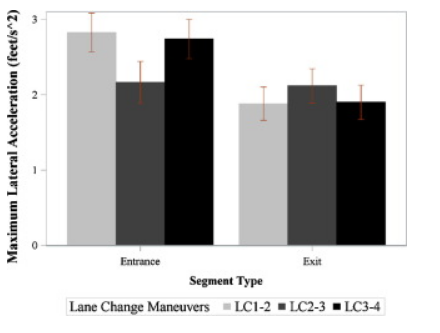 Maximum Lateral Acceleration (feet/s^2)
3
2
1
0
Entrance
Exit
Segment Type
Lane Change Maneuvers LC1-2 LC2-3 LC3-4